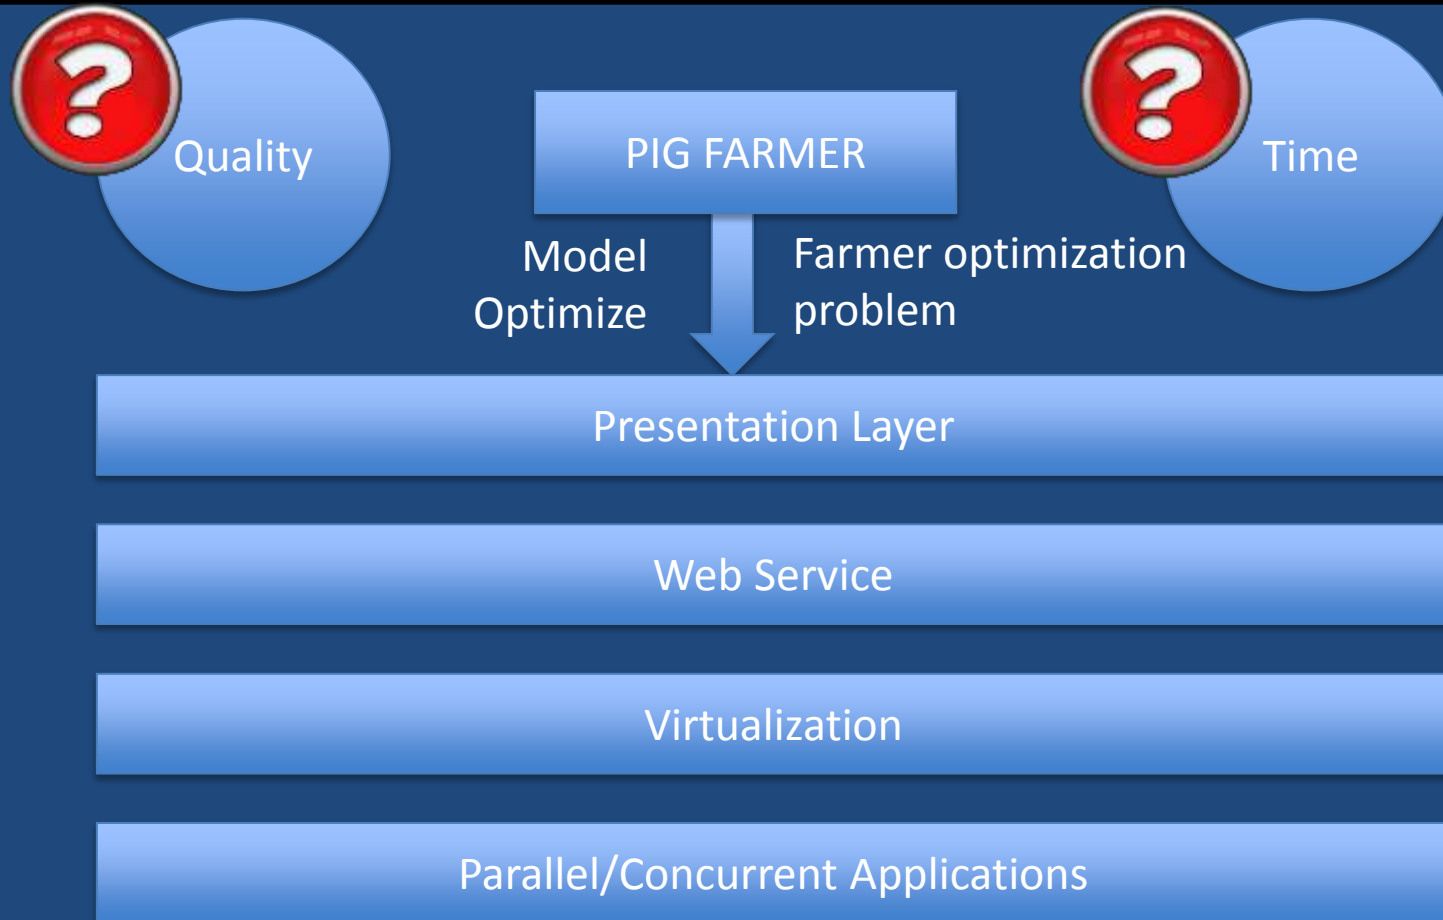 Quality
PIG FARMER
Time
Model
Optimize
Farmer optimization
problem
Presentation Layer
Web Service
Virtualization
Parallel/Concurrent Applications